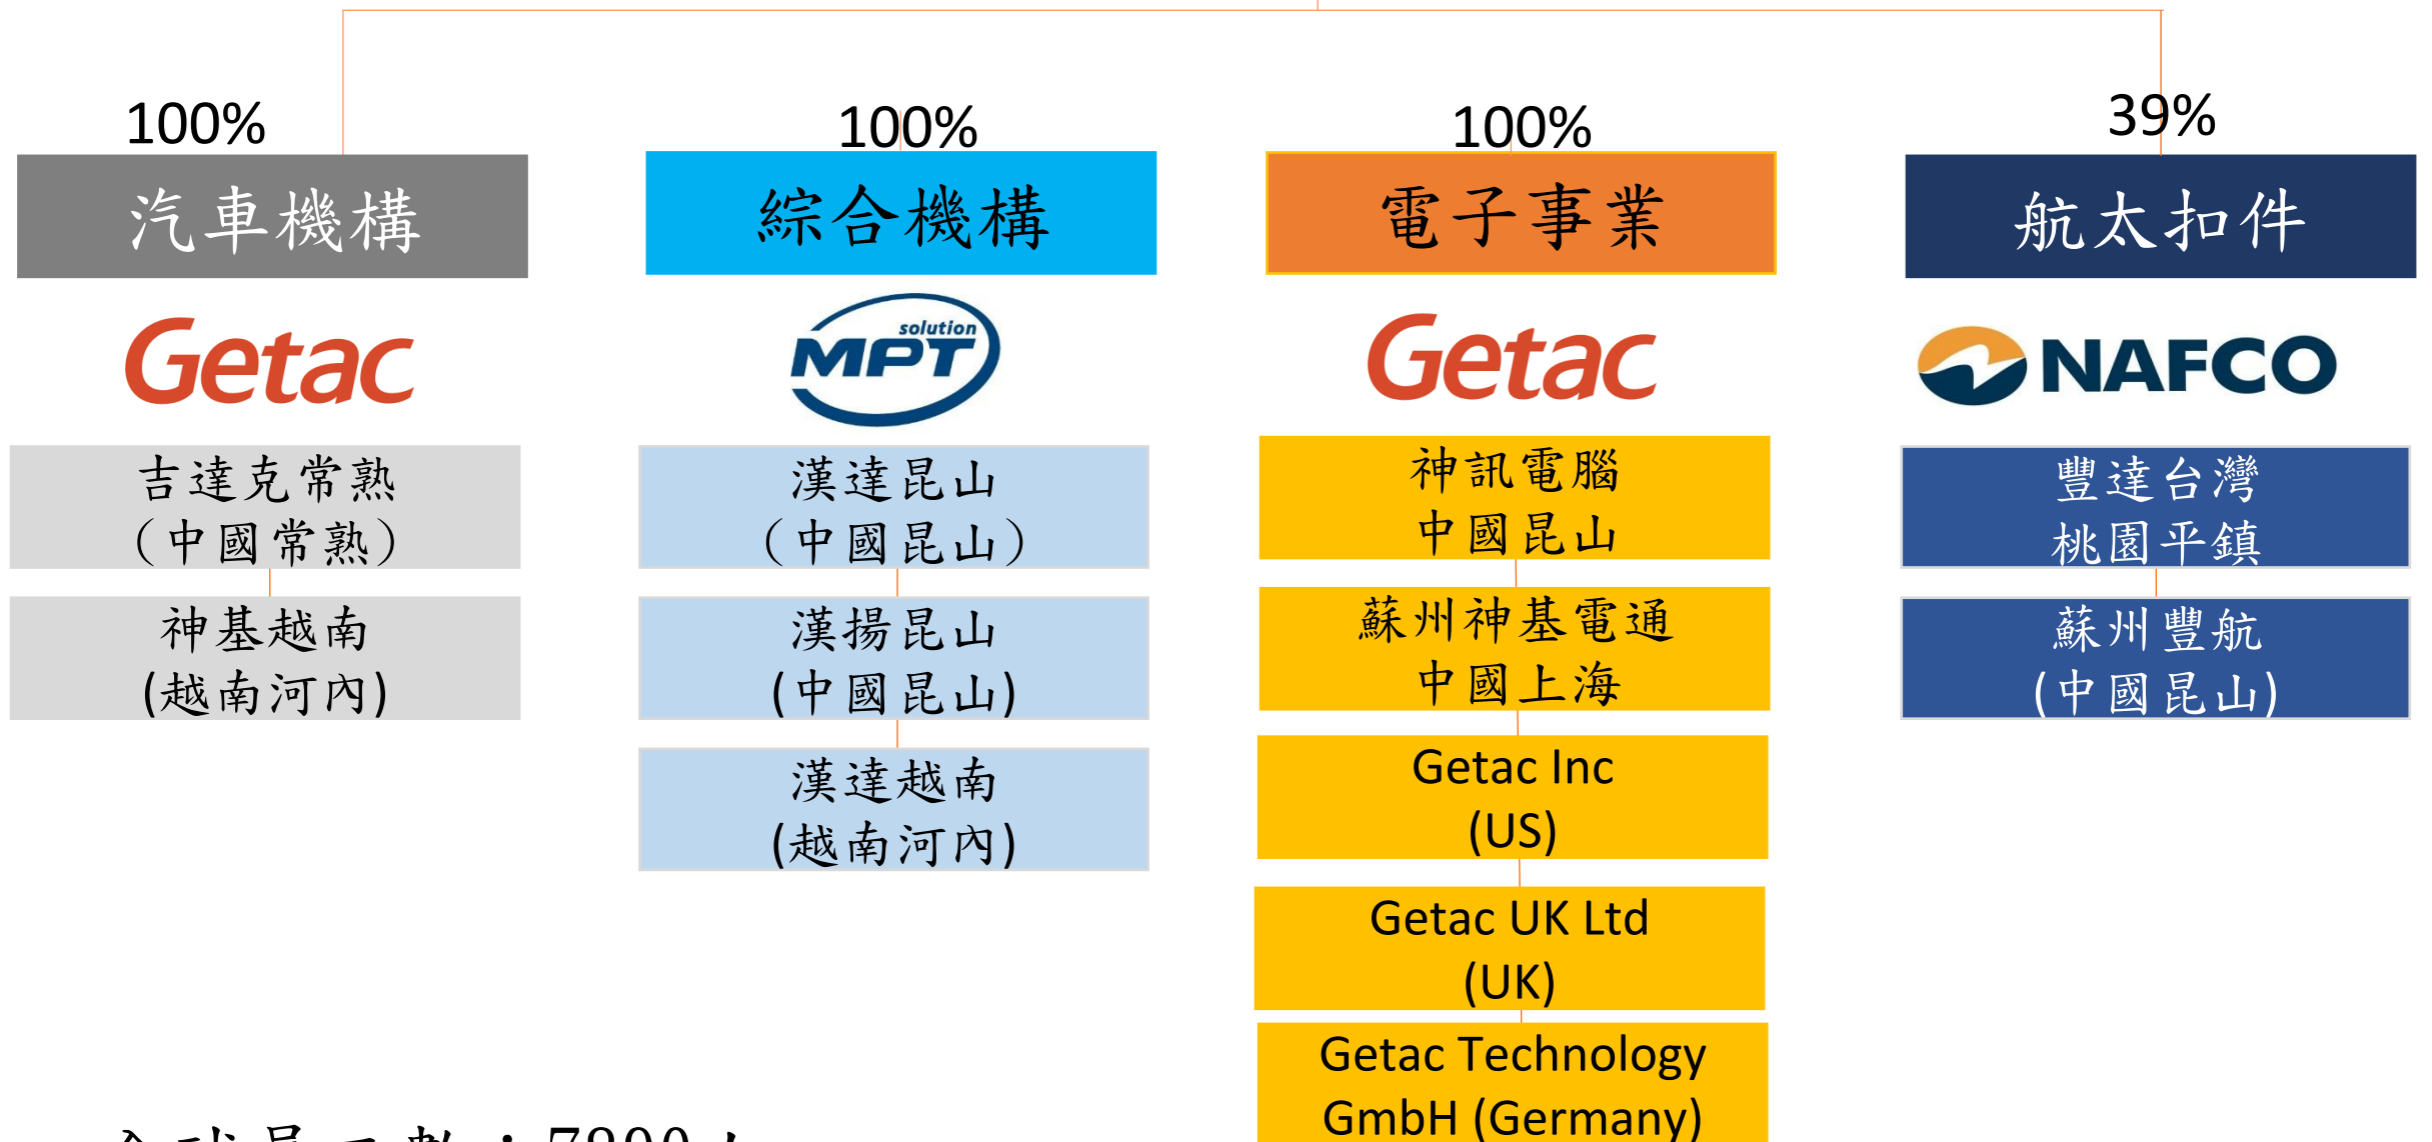 100%
汽車機構
Getac
吉達克常熟
(中國常熟)
神基越南
(越南河內)
100%
綜合機構
solution
MPT
漢達昆山
(中國昆山)
漢揚昆山
(中國昆山)
漢達越南
(越南河內)
100%
電子事業
Getac
神訊電腦
中國昆山
蘇州神基電通
中國上海
Getac Inc
(US)
Getac UK Ltd
(UK)
Getac Technology
GmbH (Germany)
39%
航太扣件
NAFCO
豐達台灣
桃園平鎮
蘇州豐航
(中國昆山)